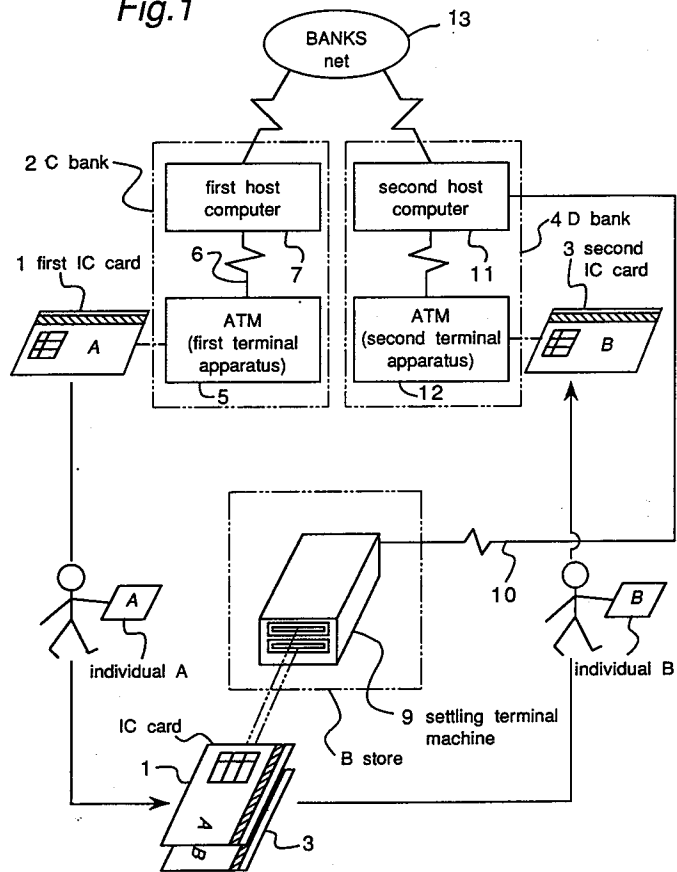 Fig.1
BANKS
net
13
2 C bank
first host
computer
second host
computer
4 D bank
6
7
11
1 first IC card
3 second
IC card
A
ATM
(first terminal
apparatus)
ATM
(second terminal
apparatus)
B
5
12
A
B
10
individual A
individual B
9 settling terminal
machine
IC card
B store
1
A
B
3